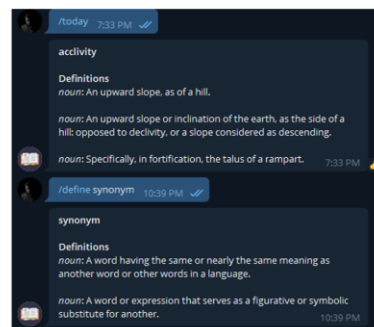 /today 7:33 PM
acclivity
Definitions
noun: An upward slope, as of a hill.
noun: An upward slope or inclination of the earth, as the side of a
hill: opposed to declivity, or a slope considered as descending.
noun: Specifically, in fortification, the talus of a rampart. 7:33 PM
/define synonym 10:39 PM
synonym
Definitions
noun: A word having the same or nearly the same meaning as
another word or other words in a language.
noun: A word or expression that serves as a figurative or symbolic
substitute for another. 10:39 PM